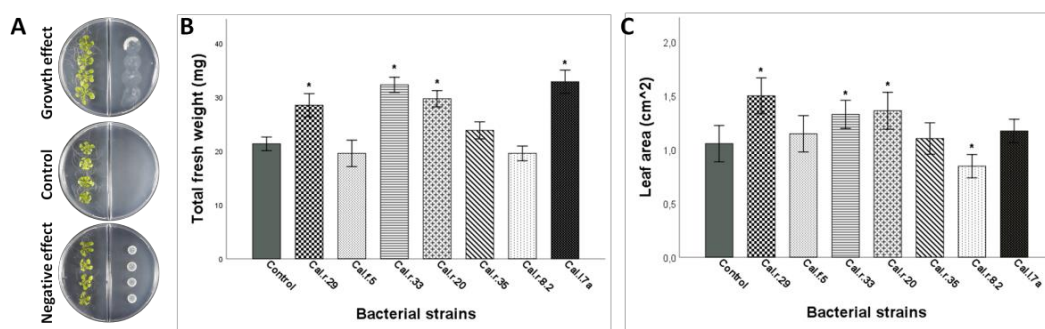 A
Growth effect
Control
Negative effect
B
Total fresh weight (mg)
40
30
20
10
0
*
*
*
*
Control
Cal.r.29
Cal.f.5
Cal.r.33
Cal.r.20
Cal.r.35
Cal.r.8.2
Cal.l.7a
Bacterial strains
C
Leaf area (cm^2)
2,0
1,5
1,0
0,5
0,0
*
*
*
*
Control
Cal.r.29
Cal.f.5
Cal.r.33
Cal.r.20
Cal.r.35
Cal.r.8.2
Cal.l.7a
Bacterial strains